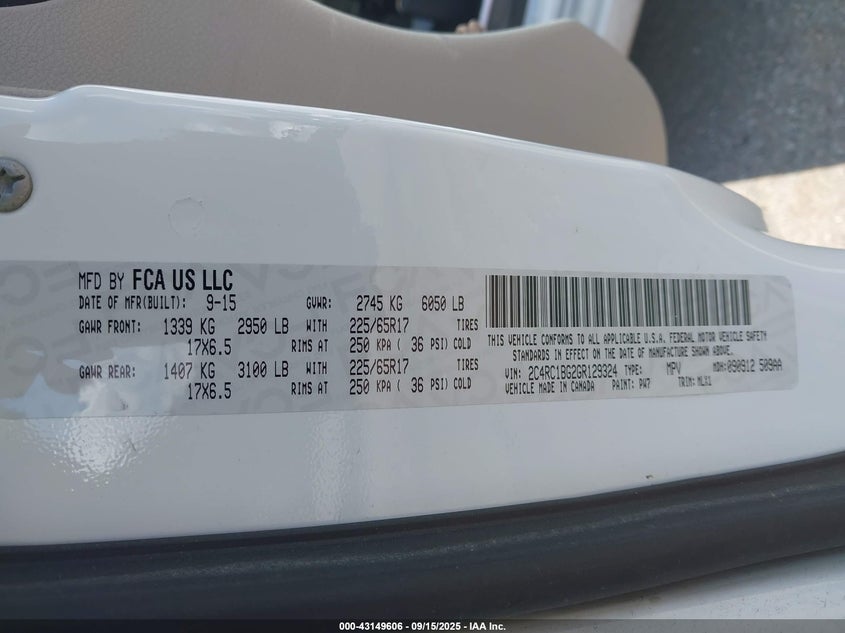 MFD BY FCA US LLC
DATE OF MFR(BUILT): 9-15 GVWR: 2745 KG 6050 LB
GAWR FRONT: 1339 KG 2950 LB WITH 225/65R17 TIRES
17X6.5 RIMS AT 250 KPA ( 36 PSI) COLD
GAWR REAR: 1407 KG 3100 LB WITH 225/65R17 TIRES
17X6.5 RIMS AT 250 KPA ( 36 PSI) COLD
THIS VEHICLE CONFORMS TO ALL APPLICABLE U.S.A. FEDERAL MOTOR VEHICLE SAFETY
STANDARDS IN EFFECT ON THE DATE OF MANUFACTURE SHOWN ABOVE.
VIN: 2C4RC1BG2GR129324 TYPE: MPV MDH: 090912 509AA
VEHICLE MADE IN CANADA PAINT: PW7 TRIM: MLX1
000-43149606 - 09/15/2025 - IAA Inc.